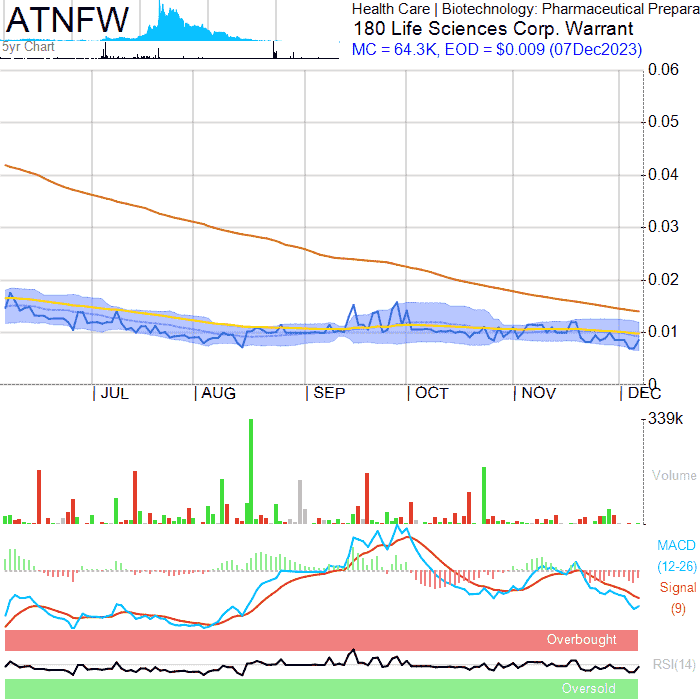 ATNFW
5yr Chart
Health Care | Biotechnology: Pharmaceutical Prepara
180 Life Sciences Corp. Warrant
MC = 64.3K, EOD = $0.009 (07Dec2023)
0.06
0.05
0.04
0.03
0.02
0.01
0
JUL
AUG
SEP
OCT
NOV
DEC
339k
Volume
MACD
(12-26)
Signal
(9)
Overbought
RSI(14)
Oversold